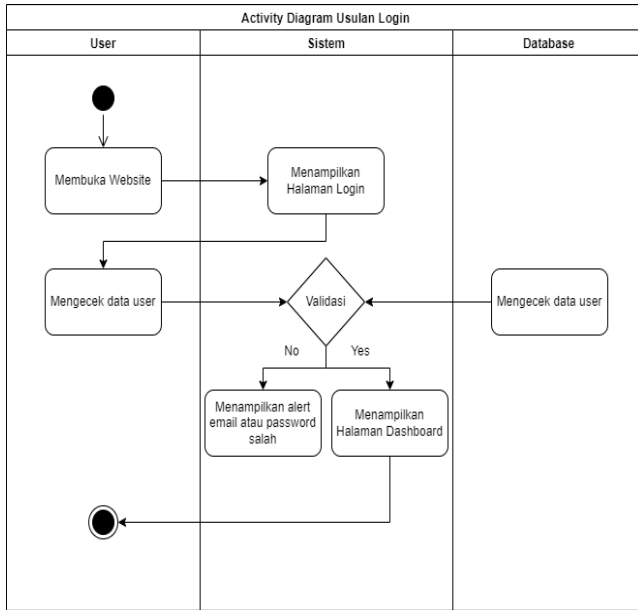 Activity Diagram Usulan Login
User
Sistem
Database
Membuka Website
Menampilkan
Halaman Login
Mengecek data user
Validasi
Mengecek data user
No
Yes
Menampilkan alert
email atau password
salah
Menampilkan
Halaman Dashboard